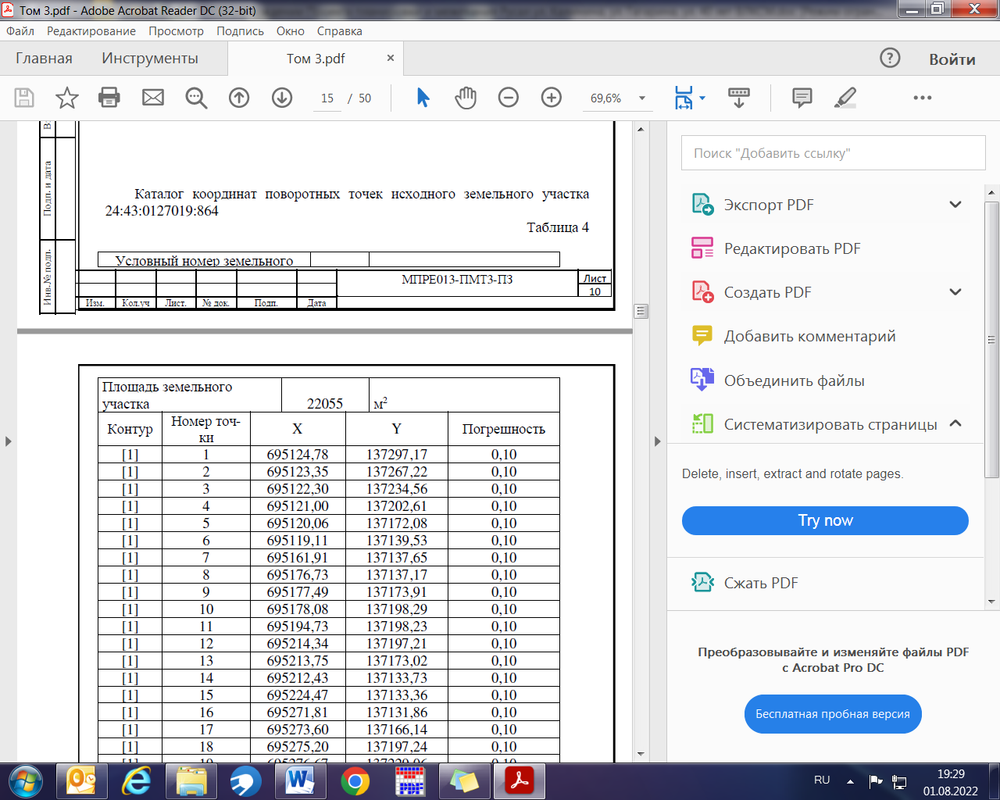 Том 3.pdf - Adobe Acrobat Reader DC (32-bit)
Файл Редактирование Просмотр Подпись Окно Справка
Главная Инструменты Том 3.pdf × Войти
15 / 50 69,6%
Подп. и дата
Инв.№ подп.
Каталог координат поворотных точек исходного земельного участка
24:43:0127019:864
Таблица 4
Условный номер земельного
МПРЕ013-ПМТ3-ПЗ
Лист
10
Изм. Кол.уч Лист. № док. Подп. Дата
Площадь земельного
участка 22055 м²
Контур Номер точ-
ки X Y Погрешность
[1] 1 695124,78 137297,17 0,10
[1] 2 695123,35 137267,22 0,10
[1] 3 695122,30 137234,56 0,10
[1] 4 695121,00 137202,61 0,10
[1] 5 695120,06 137172,08 0,10
[1] 6 695119,11 137139,53 0,10
[1] 7 695161,91 137137,65 0,10
[1] 8 695176,73 137137,17 0,10
[1] 9 695177,49 137173,91 0,10
[1] 10 695178,08 137198,29 0,10
[1] 11 695194,73 137198,23 0,10
[1] 12 695214,34 137197,21 0,10
[1] 13 695213,75 137173,02 0,10
[1] 14 695212,43 137133,73 0,10
[1] 15 695224,47 137133,36 0,10
[1] 16 695271,81 137131,86 0,10
[1] 17 695273,60 137166,14 0,10
[1] 18 695275,20 137197,24 0,10
Поиск "Добавить ссылку"
Экспорт PDF
Редактировать PDF
Создать PDF
Добавить комментарий
Объединить файлы
Систематизировать страницы
Delete, insert, extract and rotate pages.
Try now
Сжать PDF
Преобразовывайте и изменяйте файлы PDF
с Acrobat Pro DC
Бесплатная пробная версия
RU
19:29
01.08.2022